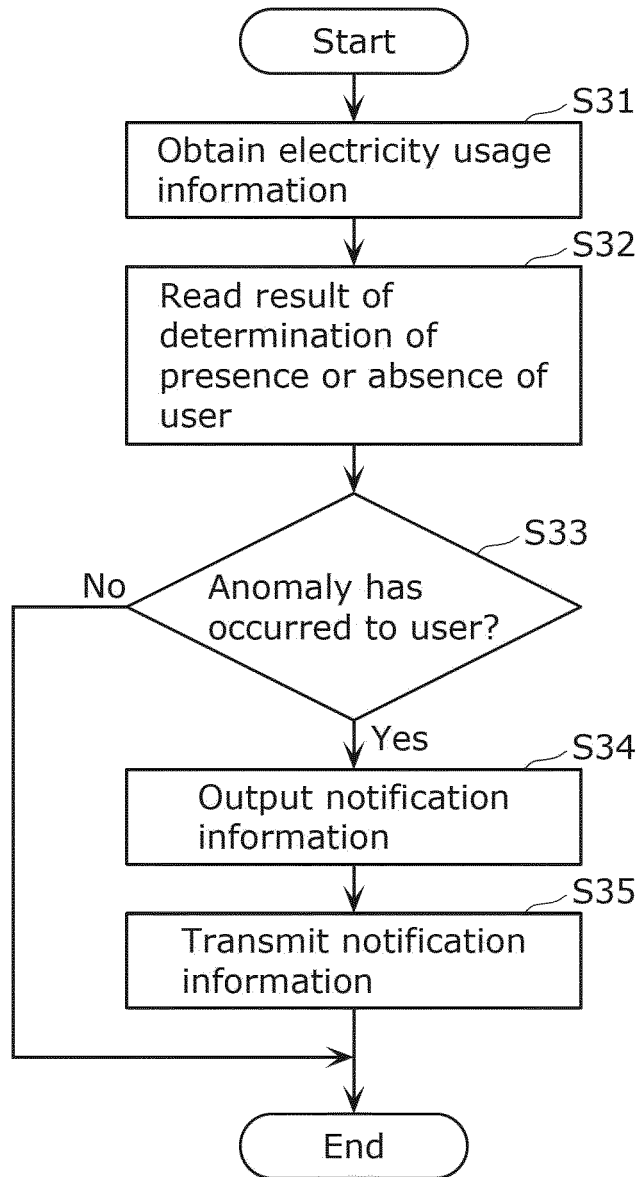 Start
S31
Obtain electricity usage
information
S32
Read result of
determination of
presence or absence of
user
S33
No
Anomaly has
occurred to user?
Yes
S34
Output notification
information
S35
Transmit notification
information
End